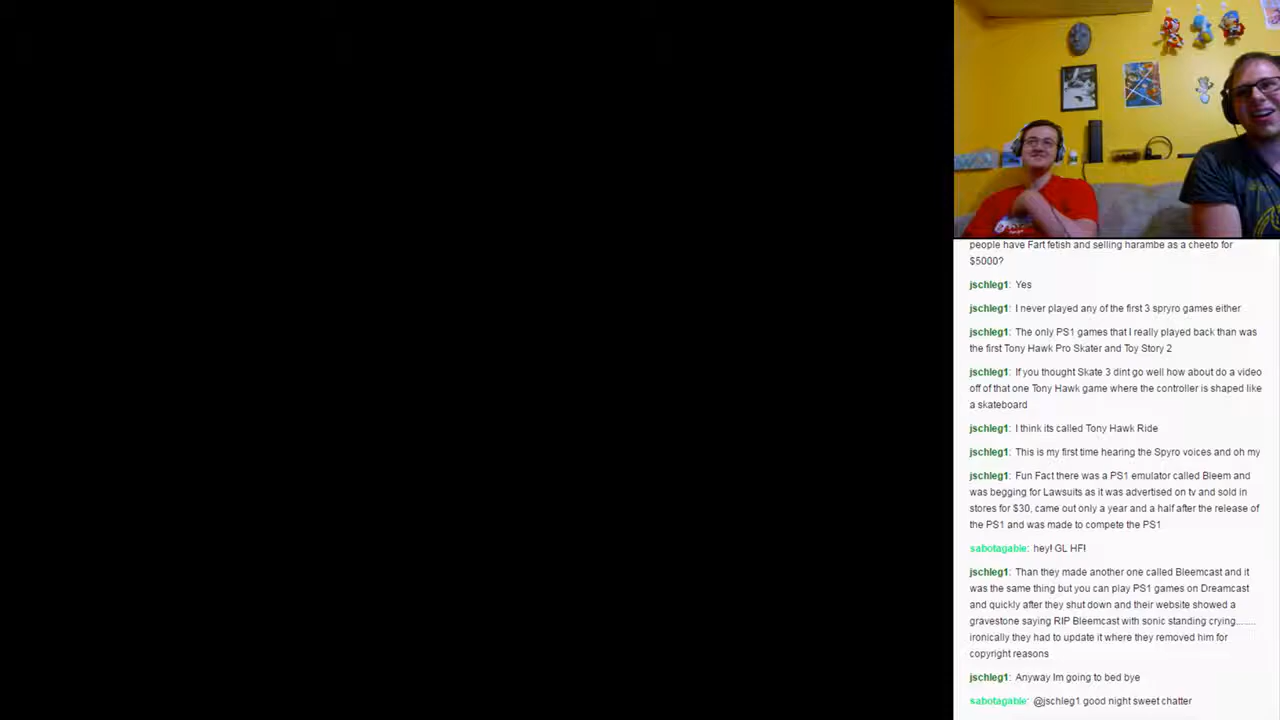 people have Fart fetish and selling harambe as a cheeto for
$5000?
jschleg1: Yes
jschleg1: I never played any of the first 3 spryro games either
jschleg1: The only PS1 games that I really played back than was
the first Tony Hawk Pro Skater and Toy Story 2
jschleg1: If you thought Skate 3 dint go well how about do a video
off of that one Tony Hawk game where the controller is shaped like
a skateboard
jschleg1: I think its called Tony Hawk Ride
jschleg1: This is my first time hearing the Spyro voices and oh my
jschleg1: Fun Fact there was a PS1 emulator called Bleem and
was begging for Lawsuits as it was advertised on tv and sold in
stores for $30, came out only a year and a half after the release of
the PS1 and was made to compete the PS1
sabotagable: hey! GL HF!
jschleg1: Than they made another one called Bleemcast and it
was the same thing but you can play PS1 games on Dreamcast
and quickly after they shut down and their website showed a
gravestone saying RIP Bleemcast with sonic standing crying.......
ironically they had to update it where they removed him for
copyright reasons
jschleg1: Anyway Im going to bed bye
sabotagable: @jschleg1 good night sweet chatter